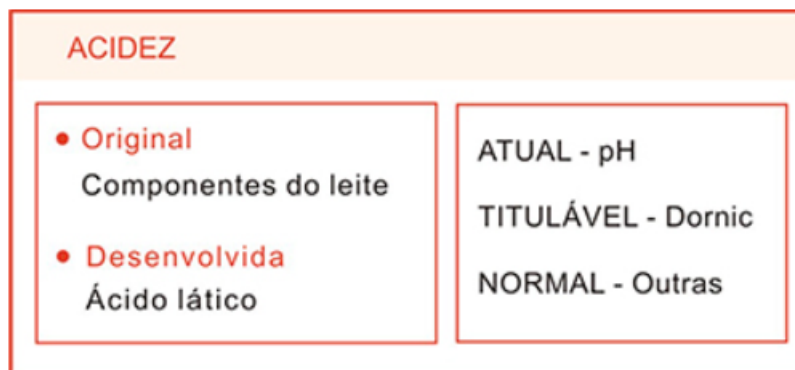 ACIDEZ
• Original
Componentes do leite
• Desenvolvida
Ácido lático
ATUAL - pH
TITULÁVEL - Dornic
NORMAL - Outras